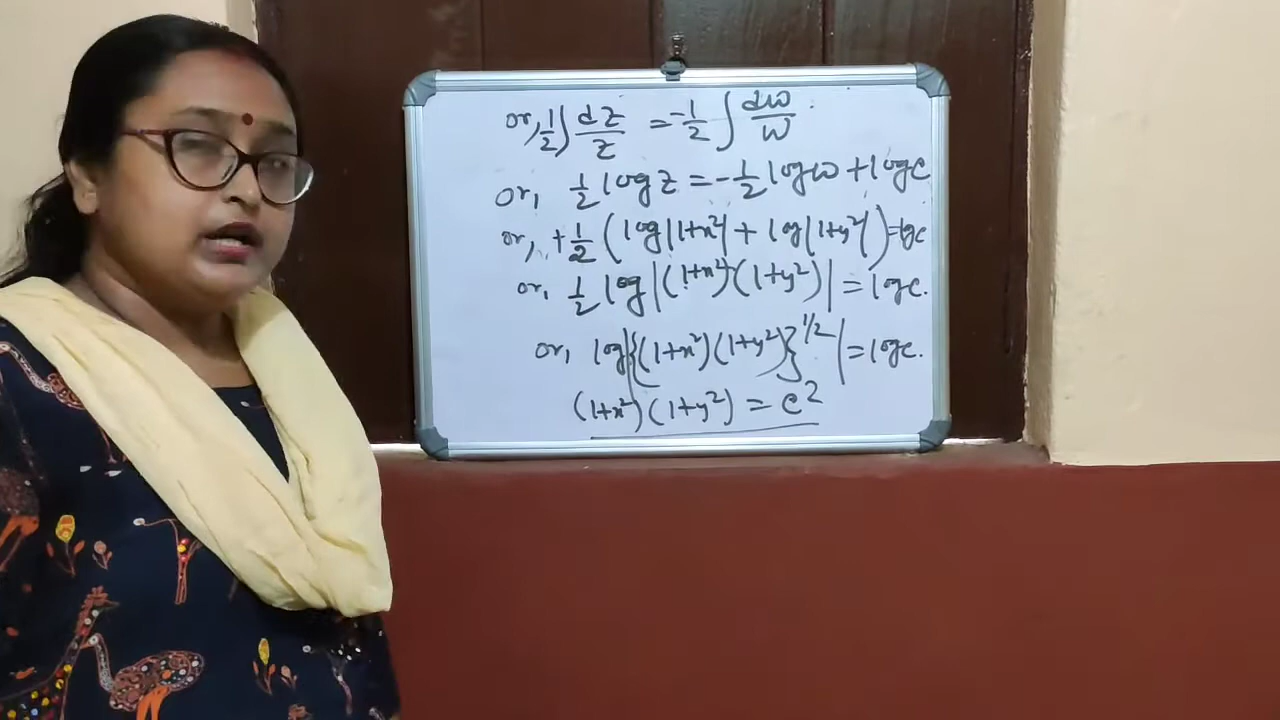 or, 1/2 ∫ dz/z = -1/2 ∫ dw/w .
or, 1/2 log z = -1/2 log w + log c
or, +1/2 (log|1+x²| + log|1+y²|) = log c
or, 1/2 log|(1+x²)(1+y²)| = log c.
or, log|{(1+x²)(1+y²)}^1/2| = log c.
(1+x²)(1+y²) = c²